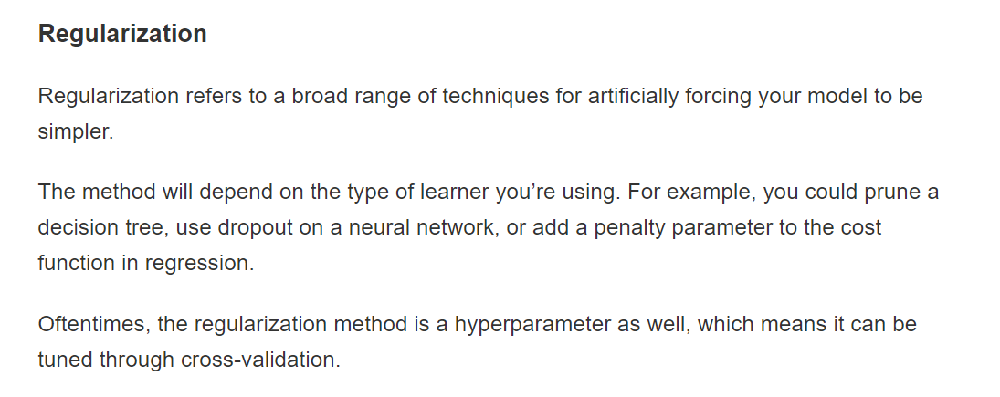 Regularization
Regularization refers to a broad range of techniques for artificially forcing your model to be
simpler.
The method will depend on the type of learner you’re using. For example, you could prune a
decision tree, use dropout on a neural network, or add a penalty parameter to the cost
function in regression.
Oftentimes, the regularization method is a hyperparameter as well, which means it can be
tuned through cross-validation.